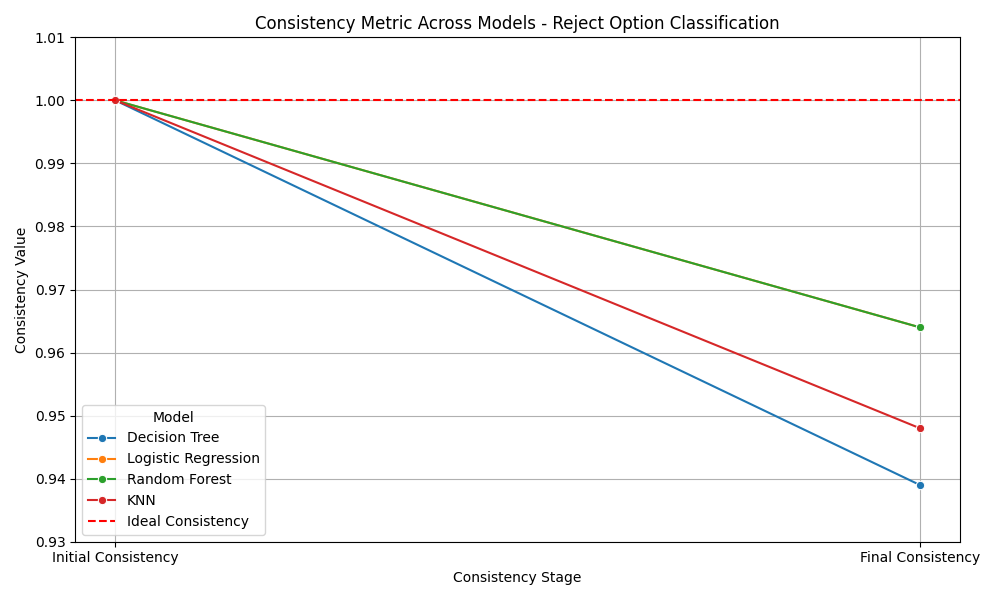 Consistency Metric Across Models - Reject Option Classification
Consistency Value
1.01
1.00
0.99
0.98
0.97
0.96
0.95
0.94
0.93
Model
Decision Tree
Logistic Regression
Random Forest
KNN
Ideal Consistency
Initial Consistency
Final Consistency
Consistency Stage